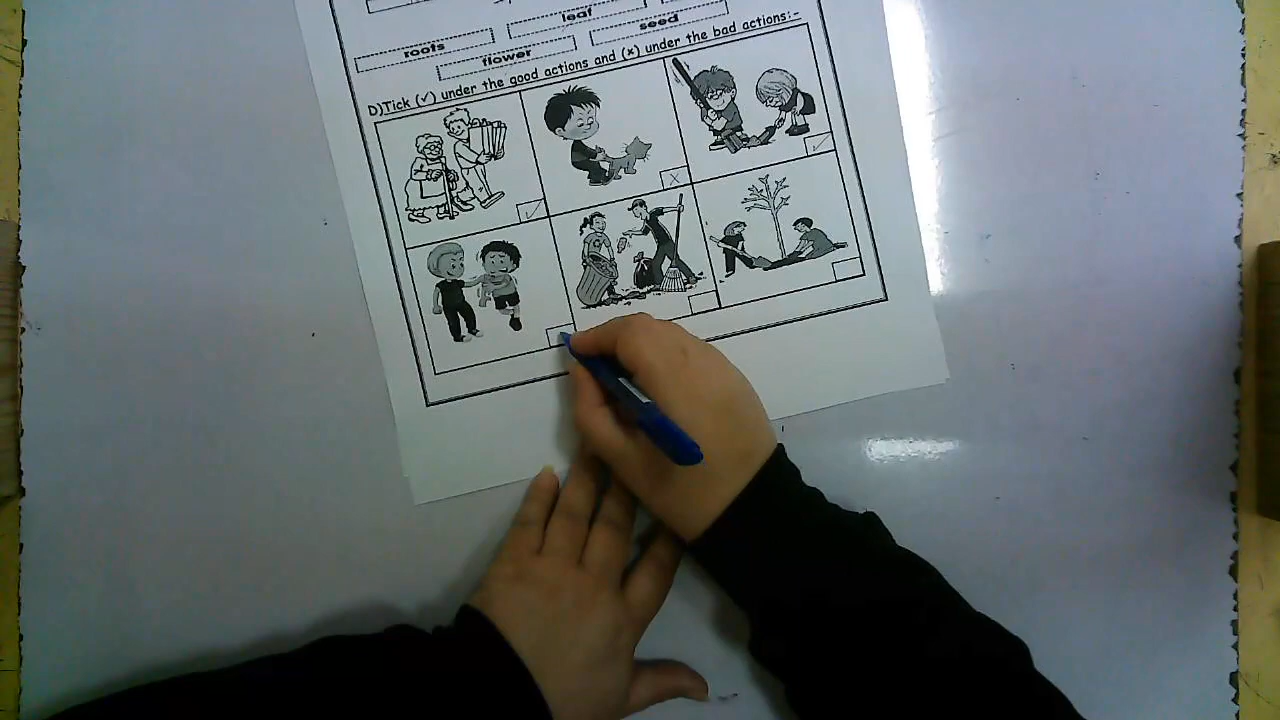 leaf
roots
seed
flower
D)Tick (✓) under the good actions and (x) under the bad actions:-
✓
x
✓